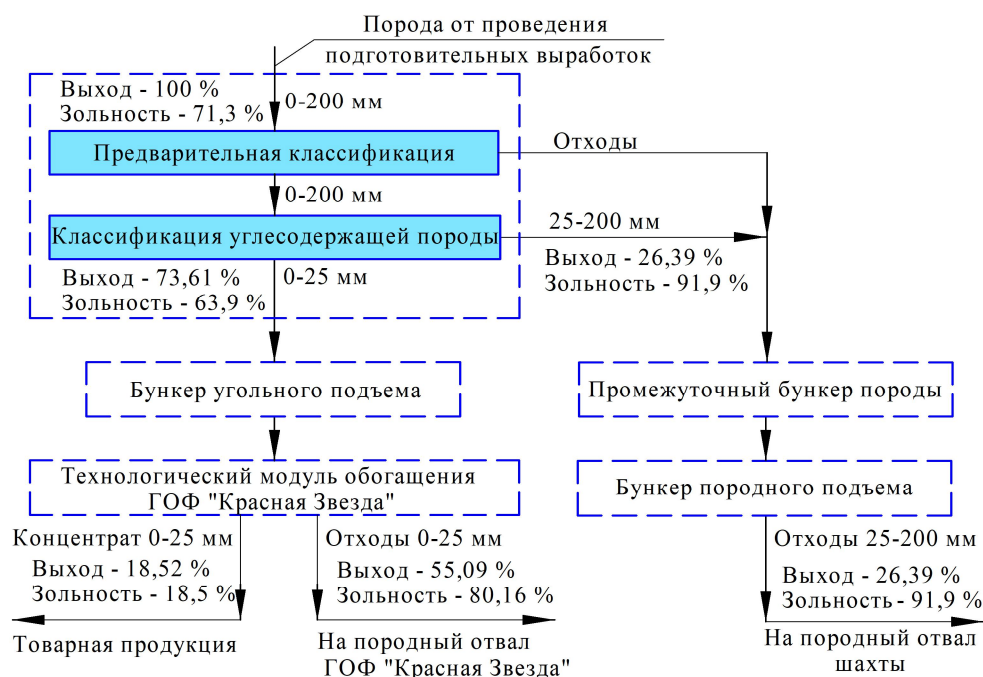 Порода от проведения
подготовительных выработок
Выход - 100 %
Зольность - 71,3 %
0-200 мм
Предварительная классификация
Отходы
0-200 мм
Классификация углесодержащей породы
25-200 мм
Выход - 73,61 %
Зольность - 63,9 %
0-25 мм
Выход - 26,39 %
Зольность - 91,9 %
Бункер угольного подъема
Промежуточный бункер породы
Технологический модуль обогащения
ГОФ "Красная Звезда"
Бункер породного подъема
Концентрат 0-25 мм
Выход - 18,52 %
Зольность - 18,5 %
Отходы 0-25 мм
Выход - 55,09 %
Зольность - 80,16 %
Отходы 25-200 мм
Выход - 26,39 %
Зольность - 91,9 %
Товарная продукция
На породный отвал
ГОФ "Красная Звезда"
На породный отвал
шахты